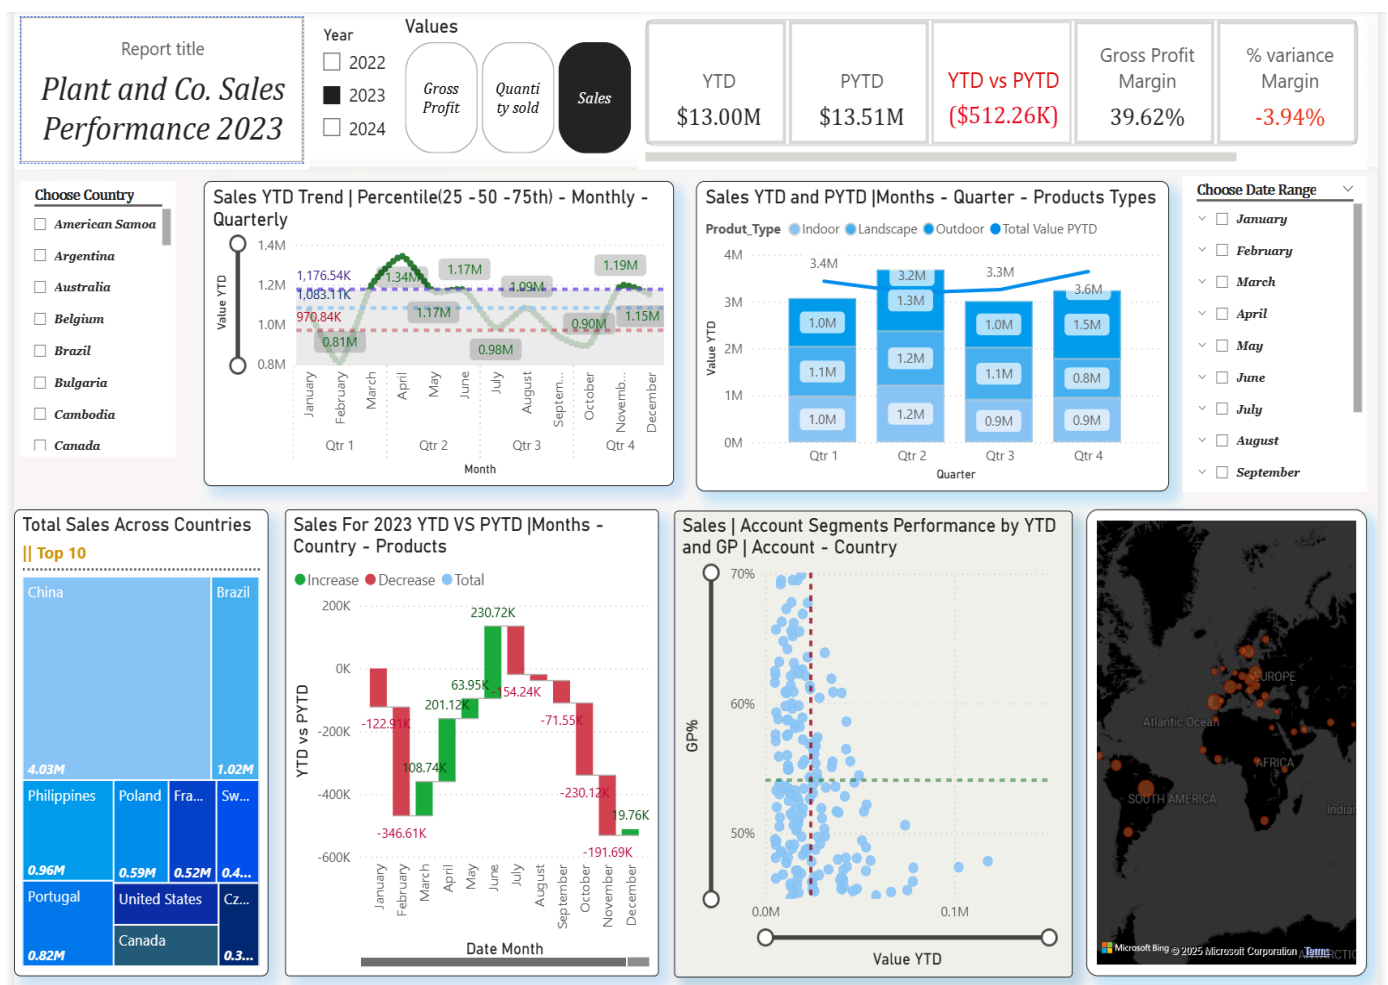 Report title
Plant and Co. Sales
Performance 2023
Year
2022
2023
2024
Values
Gross
Profit
Quanti
ty sold
Sales
YTD
$13.00M
PYTD
$13.51M
YTD vs PYTD
($512.26K)
Gross Profit
Margin
39.62%
% variance
Margin
-3.94%
Choose Country
American Samoa
Argentina
Australia
Belgium
Brazil
Bulgaria
Cambodia
Canada
Sales YTD Trend | Percentile(25 -50 -75th) - Monthly -
Quarterly
Value YTD
1.4M
1.2M
1.0M
0.8M
1,176.54K
1,083.11K
970.84K
0.81M
1.34M
1.17M
1.17M
0.98M
1.09M
0.90M
1.19M
1.15M
January
February
March
April
May
June
July
August
Septem...
October
Novemb...
December
Qtr 1
Qtr 2
Qtr 3
Qtr 4
Month
Sales YTD and PYTD |Months - Quarter - Products Types
Produt_Type Indoor Landscape Outdoor Total Value PYTD
Value YTD
4M
3M
2M
1M
0M
3.4M
3.2M
3.3M
3.6M
1.0M
1.3M
1.0M
1.5M
1.1M
1.2M
1.1M
0.8M
1.0M
1.2M
0.9M
0.9M
Qtr 1
Qtr 2
Qtr 3
Qtr 4
Quarter
Choose Date Range
January
February
March
April
May
June
July
August
September
Total Sales Across Countries
|| Top 10
China
4.03M
Brazil
1.02M
Philippines
0.96M
Poland
0.59M
Fra...
0.52M
Sw...
0.4...
Portugal
0.82M
United States
Canada
Cz...
0.3...
Sales For 2023 YTD VS PYTD |Months -
Country - Products
Increase Decrease Total
YTD vs PYTD
200K
0K
-200K
-400K
-600K
-122.91K
-346.61K
108.74K
201.12K
63.95K
230.72K
-154.24K
-71.55K
-230.12K
-191.69K
19.76K
January
February
March
April
May
June
July
August
September
October
November
December
Date Month
Sales | Account Segments Performance by YTD
and GP | Account - Country
GP%
70%
60%
50%
0.0M
0.1M
Value YTD
EUROPE
Atlantic Ocean
AFRICA
SOUTH AMERICA
Indian
Microsoft Bing
© 2025 Microsoft Corporation Terms